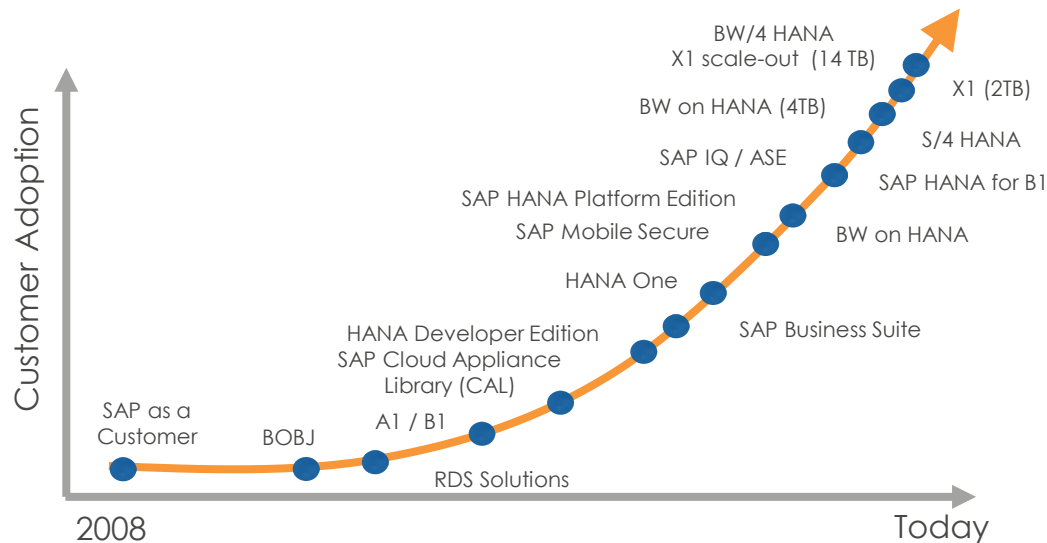 BW/4 HANA
X1 scale-out (14 TB)
X1 (2TB)
BW on HANA (4TB)
S/4 HANA
SAP IQ / ASE
SAP HANA for B1
SAP HANA Platform Edition
SAP Mobile Secure
BW on HANA
HANA One
SAP Business Suite
HANA Developer Edition
SAP Cloud Appliance
Library (CAL)
SAP as a
Customer
BOBJ
A1 / B1
RDS Solutions
Customer Adoption
2008
Today